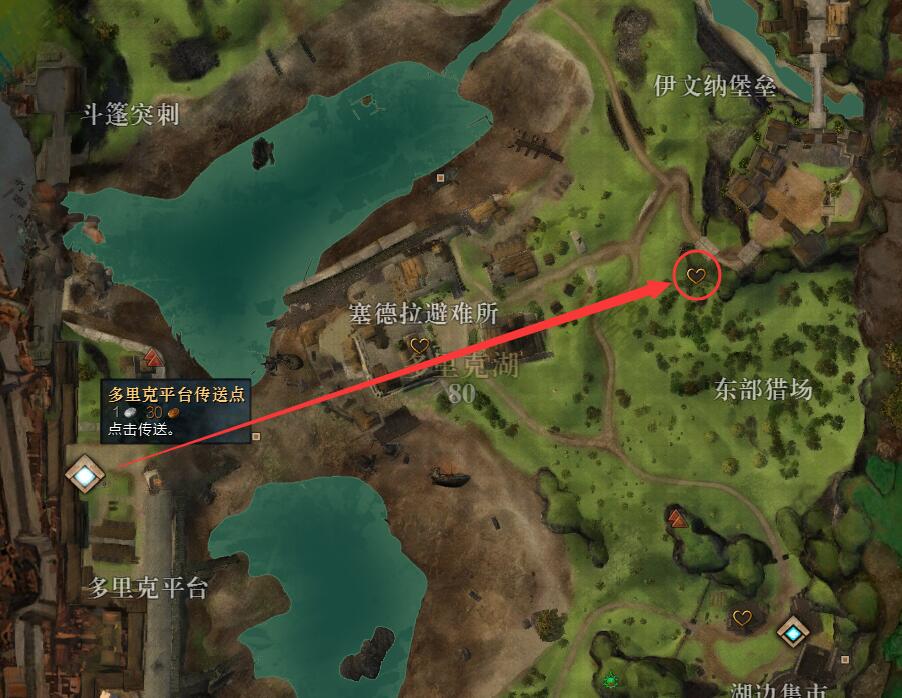 伊文纳堡垒
斗篷突刺
塞德拉避难所
多里克湖
80
东部猎场
多里克平台传送点
1 30
点击传送。
多里克平台
湖边集市